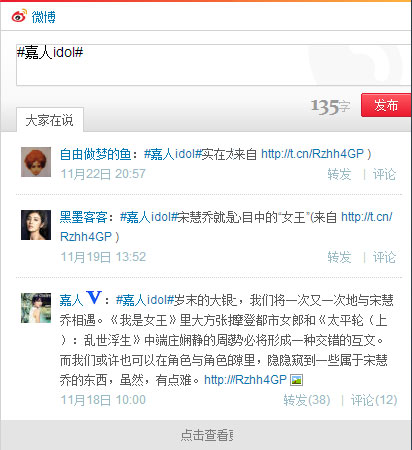 微博
#嘉人idol#
135字
发布
大家在说
自由做梦的鱼：#嘉人idol#实在太来自 http://t.cn/Rzhh4GP )
11月22日 20:57 转发 | 评论
黑墨客客：#嘉人idol#宋慧乔就是心目中的“女王”(来自 http://t.cn/
Rzhh4GP )
11月19日 13:52 转发 | 评论
嘉人V：#嘉人idol#岁末的大银，我们将一次又一次地与宋慧
乔相遇。《我是女王》里大方张摩登都市女郎和《太平轮（上
）：乱世浮生》中端庄娴静的周势必将形成一种交错的互文。
而我们或许也可以在角色与角色的隙里，隐隐窥到一些属于宋慧
乔的东西，虽然，有点难。http://Rzhh4GP
11月18日 10:00 转发(38) | 评论(12)
点击查看更